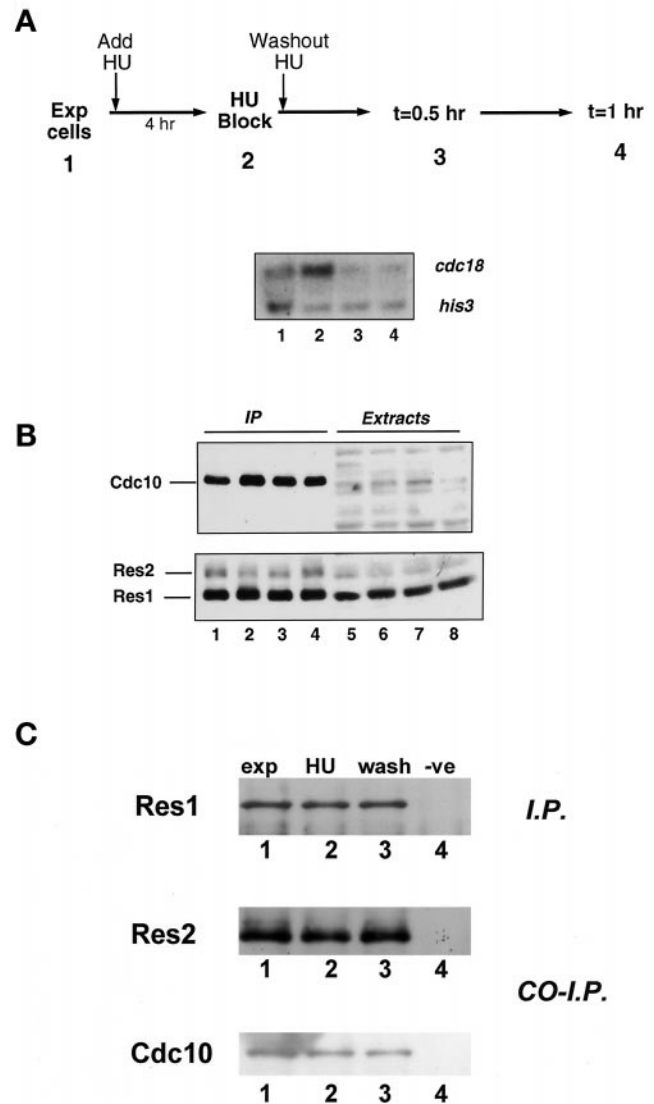 A
Add
HU
Washout
HU
Exp
cells
4 hr
HU
Block
t=0.5 hr
t=1 hr
1
2
3
4
cdc18
his3
1 2 3 4
B
IP Extracts
Cdc10
Res2
Res1
1 2 3 4 5 6 7 8
C
exp HU wash -ve
Res1
I.P.
1 2 3 4
Res2
1 2 3 4
CO-I.P.
Cdc10
1 2 3 4